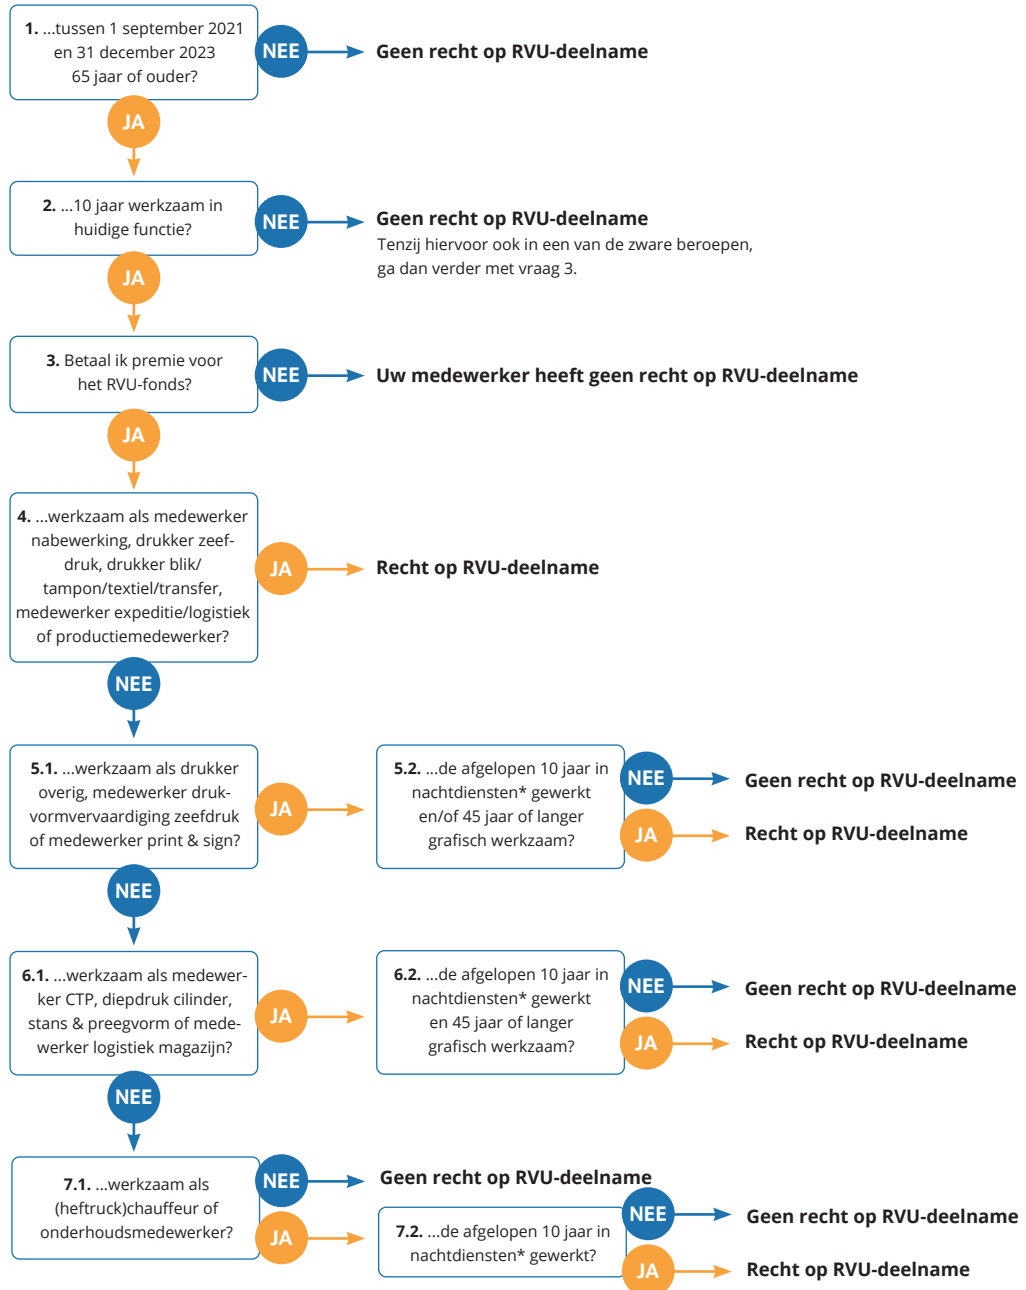 1. ...tussen 1 september 2021
en 31 december 2023
65 jaar of ouder?
NEE
Geen recht op RVU-deelname
JA
2. ...10 jaar werkzaam in
huidige functie?
NEE
Geen recht op RVU-deelname
Tenzij hiervoor ook in een van de zware beroepen,
ga dan verder met vraag 3.
JA
3. Betaal ik premie voor
het RVU-fonds?
NEE
Uw medewerker heeft geen recht op RVU-deelname
JA
4. ...werkzaam als medewerker
nabewerking, drukker zeef-
druk, drukker blik/
tampon/textiel/transfer,
medewerker expeditie/logistiek
of productiemedewerker?
JA
Recht op RVU-deelname
NEE
5.1. ...werkzaam als drukker
overig, medewerker druk-
vormvervaardiging zeefdruk
of medewerker print & sign?
JA
5.2. ...de afgelopen 10 jaar in
nachtdiensten* gewerkt
en/of 45 jaar of langer
grafisch werkzaam?
NEE
Geen recht op RVU-deelname
JA
Recht op RVU-deelname
NEE
6.1. ...werkzaam als medewer-
ker CTP, diepdruk cilinder,
stans & preegvorm of mede-
werker logistiek magazijn?
JA
6.2. ...de afgelopen 10 jaar in
nachtdiensten* gewerkt
en 45 jaar of langer
grafisch werkzaam?
NEE
Geen recht op RVU-deelname
JA
Recht op RVU-deelname
NEE
7.1. ...werkzaam als
(heftruck)chauffeur of
onderhoudsmedewerker?
NEE
Geen recht op RVU-deelname
JA
7.2. ...de afgelopen 10 jaar in
nachtdiensten* gewerkt?
NEE
Geen recht op RVU-deelname
JA
Recht op RVU-deelname